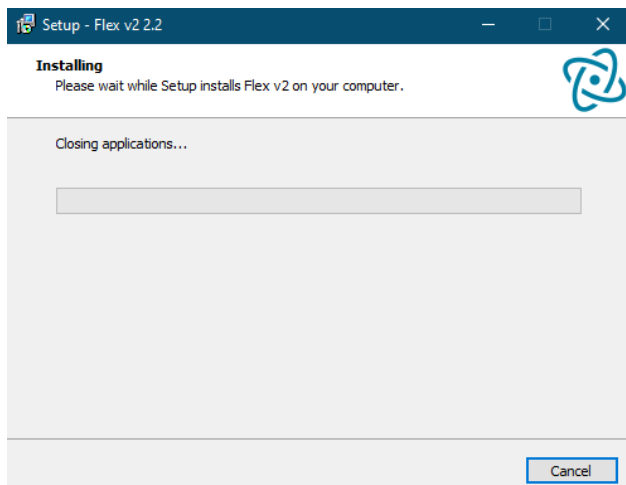 Setup - Flex v2 2.2
Installing
Please wait while Setup installs Flex v2 on your computer.
Closing applications...
Cancel